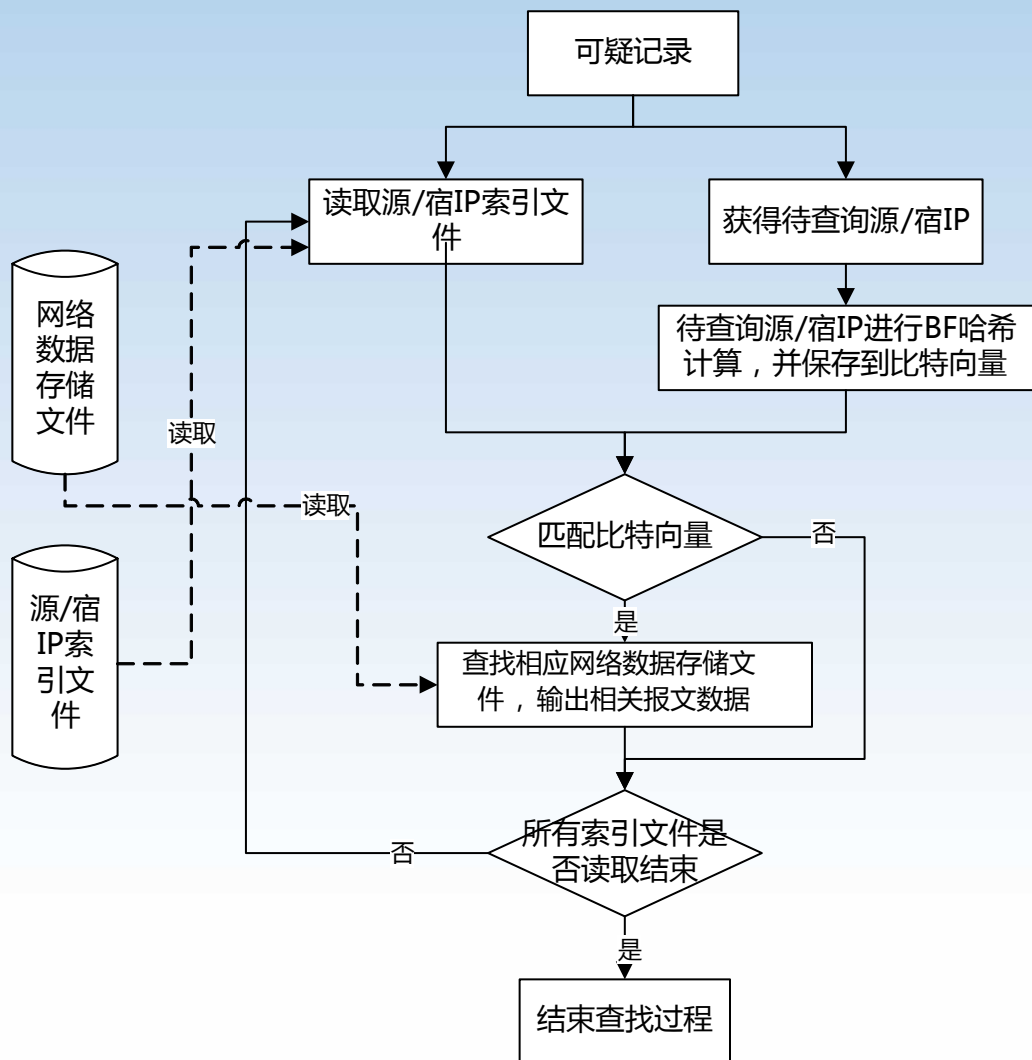 可疑记录
读取源/宿IP索引文
件
获得待查询源/宿IP
网络
数据
存储
文件
待查询源/宿IP进行BF哈希
计算，并保存到比特向量
读取
读取
匹配比特向量
否
源/宿
IP索
引文
件
是
查找相应网络数据存储文
件，输出相关报文数据
所有索引文件是
否读取结束
否
是
结束查找过程